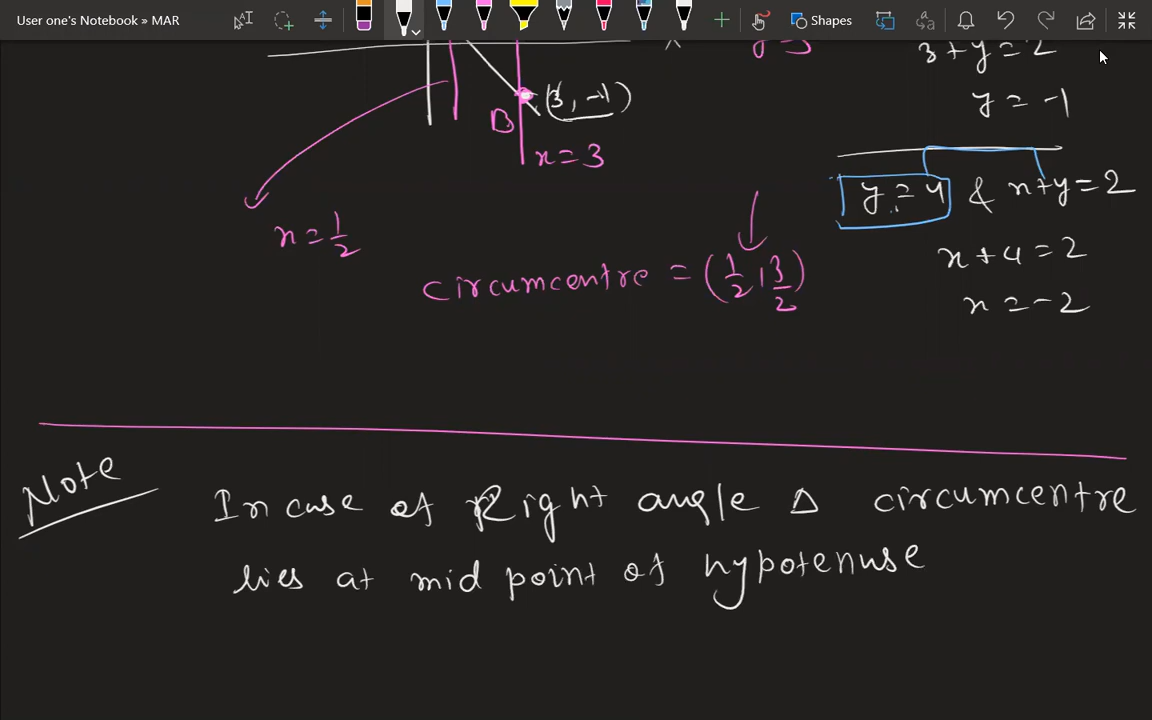 User one's Notebook » MAR
Shapes
3 + y = 2
y = -1
(3, -1)
B
x = 3
y = 4 & x + y = 2
x + 4 = 2
x = -2
x = 1/2
circumcentre = (1/2, 3/2)
Note
In case of Right angle Δ circumcentre
lies at mid point of hypotenuse